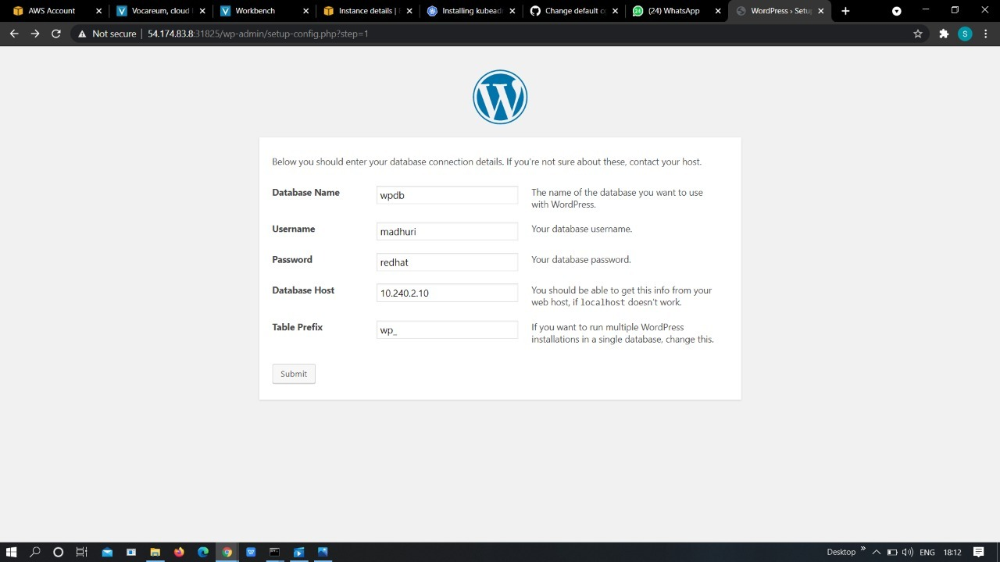 AWS Account
Vocareum, cloud
Workbench
Instance details |
Installing kubead
Change default
(24) WhatsApp
WordPress › Setup
Not secure | 54.174.83.8:31825/wp-admin/setup-config.php?step=1
S
Below you should enter your database connection details. If you're not sure about these, contact your host.
Database Name
wpdb
The name of the database you want to use
with WordPress.
Username
madhuri
Your database username.
Password
redhat
Your database password.
Database Host
10.240.2.10
You should be able to get this info from your
web host, if localhost doesn't work.
Table Prefix
wp_
If you want to run multiple WordPress
installations in a single database, change this.
Submit
Desktop
ENG
18:12